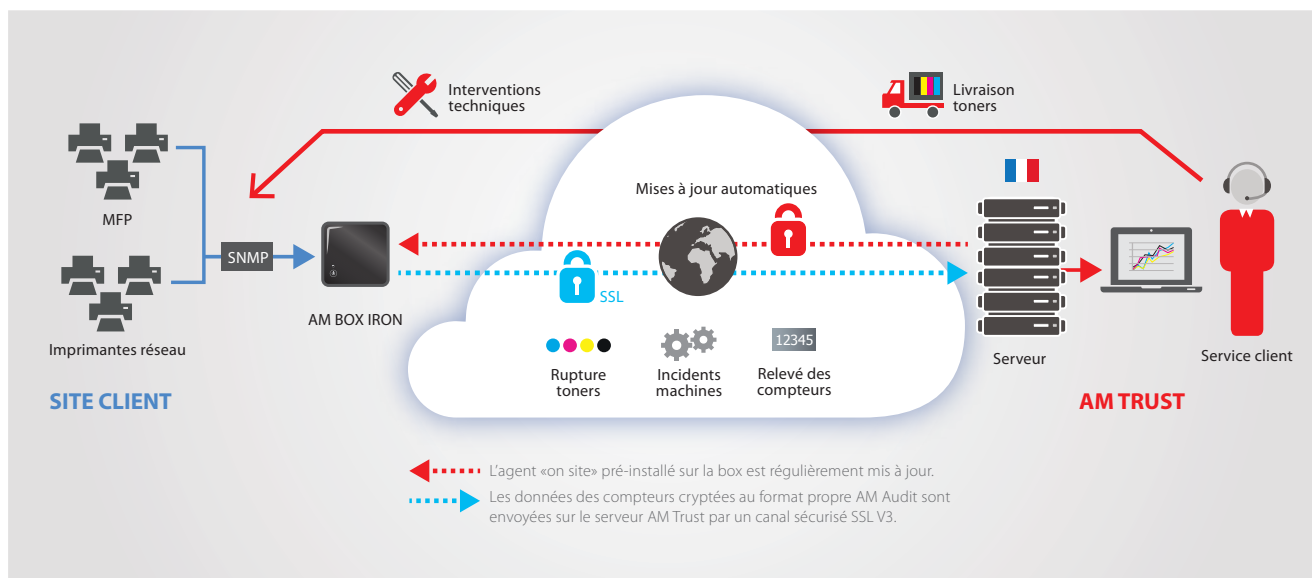 Interventions
techniques
Livraison
toners
Mises à jour automatiques
MFP
SNMP
SSL
AM BOX IRON
Imprimantes réseau
12345
Rupture
toners
Incidents
machines
Relevé des
compteurs
Serveur
Service client
SITE CLIENT
AM TRUST
L'agent «on site» pré-installé sur la box est régulièrement mis à jour.
Les données des compteurs cryptées au format propre AM Audit sont
envoyées sur le serveur AM Trust par un canal sécurisé SSL V3.